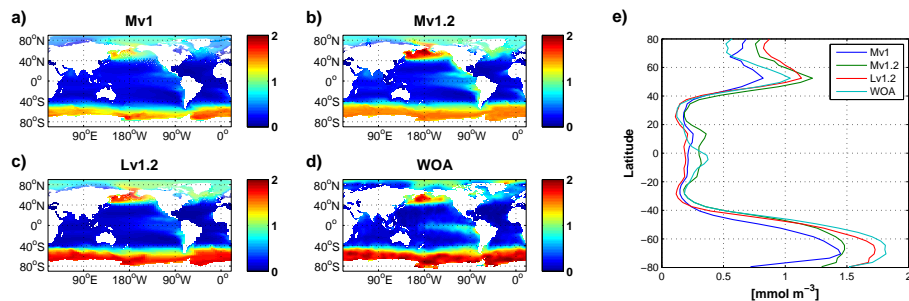 a) Mv1
80°N
40°N
0°
40°S
80°S
90°E 180°W 90°W 0°
2
1
0
b) Mv1.2
80°N
40°N
0°
40°S
80°S
90°E 180°W 90°W 0°
2
1
0
c) Lv1.2
80°N
40°N
0°
40°S
80°S
90°E 180°W 90°W 0°
2
1
0
d) WOA
80°N
40°N
0°
40°S
80°S
90°E 180°W 90°W 0°
2
1
0
e)
Latitude
80
60
40
20
0
−20
−40
−60
−80
0 0.5 1 1.5 2
[mmol m⁻³]
Mv1
Mv1.2
Lv1.2
WOA